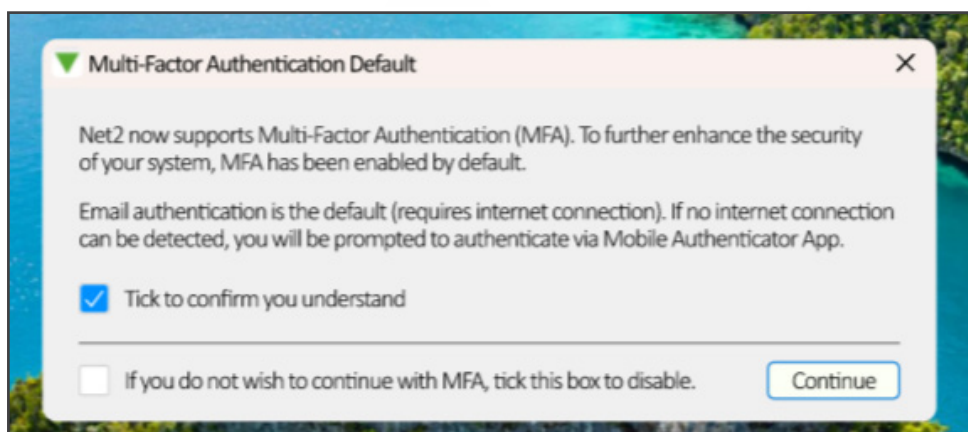 Multi-Factor Authentication Default
Net2 now supports Multi-Factor Authentication (MFA). To further enhance the security
of your system, MFA has been enabled by default.
Email authentication is the default (requires internet connection). If no internet connection
can be detected, you will be prompted to authenticate via Mobile Authenticator App.
Tick to confirm you understand
If you do not wish to continue with MFA, tick this box to disable.
Continue